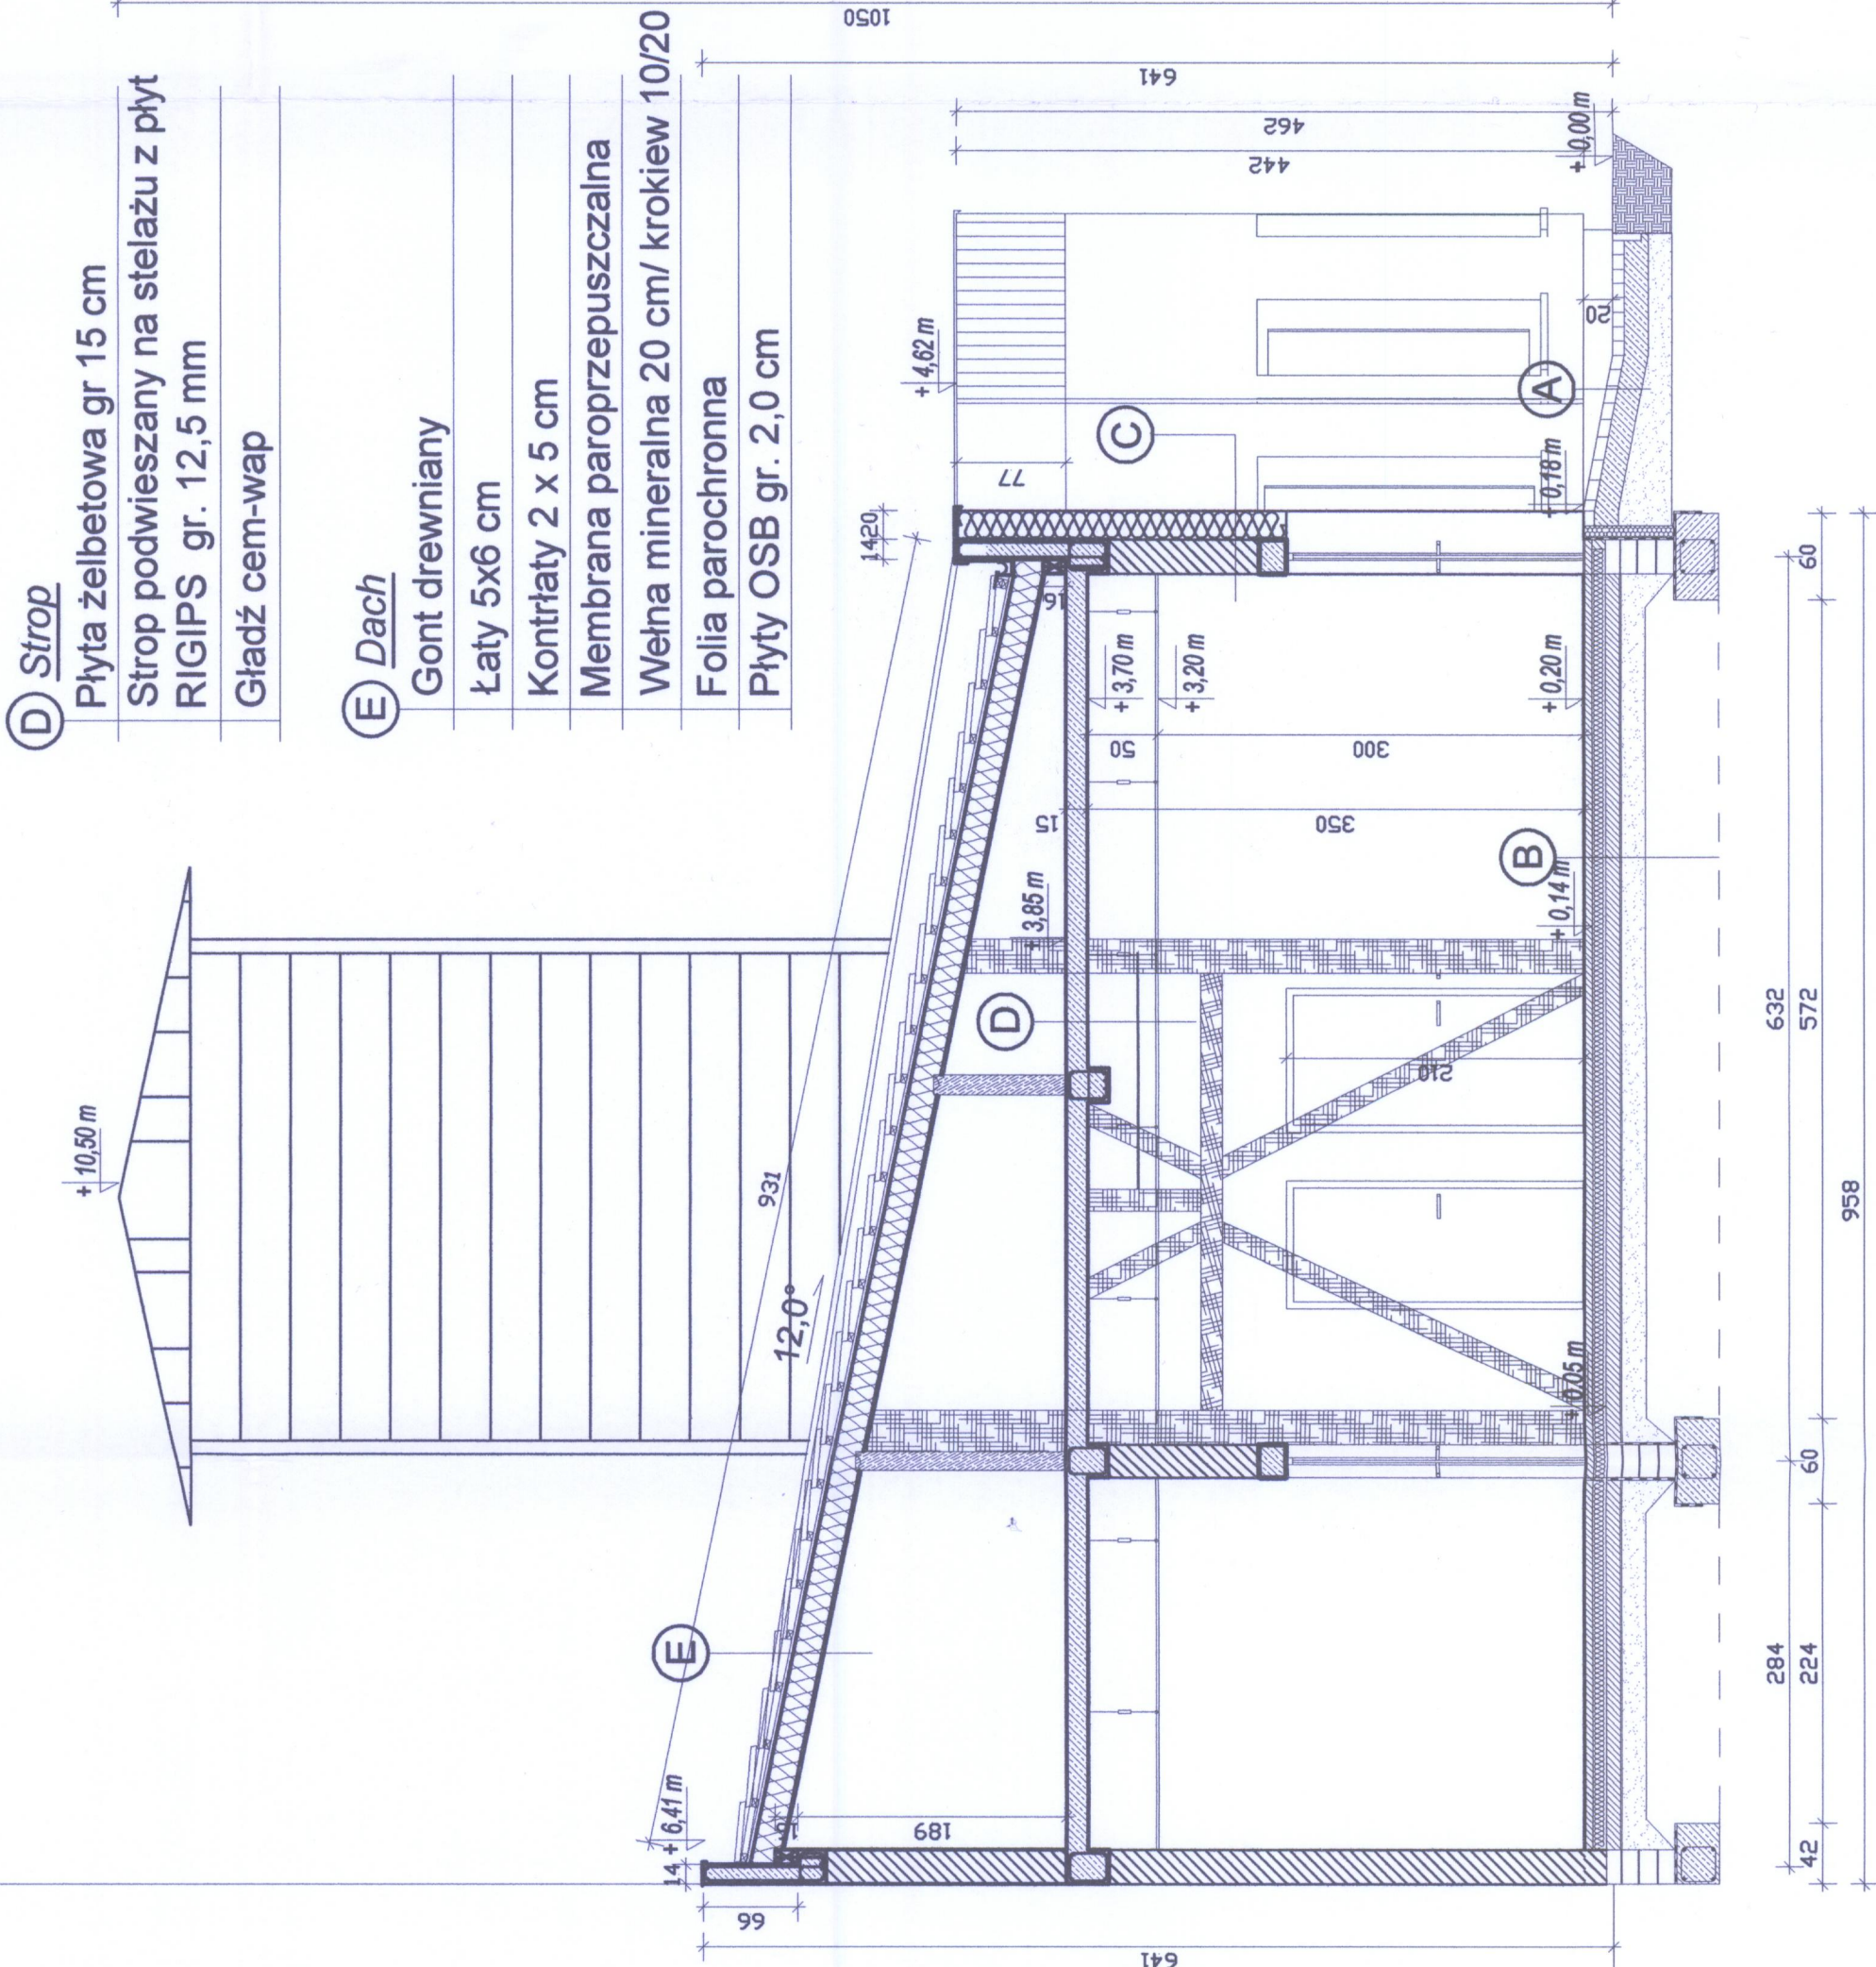 D Strop
Płyta żelbetowa gr 15 cm
Strop podwieszany na stelażu z płyt
RIGIPS gr. 12,5 mm
Gładź cem-wap
E Dach
Gont drewniany
Łaty 5x6 cm
Kontrłaty 2 x 5 cm
Membrana paroprzepuszczalna
Wełna mineralna 20 cm/ krokiew 10/20
Folia parochronna
Płyty OSB gr. 2,0 cm
1050
641
462
442
+ 0,00 m
+ 10,50 m
931
12,0°
E
+ 6,41 m
14
66
641
189
+ 4,62 m
1420
77
C
A
20
+ 0,18 m
16
+ 3,70 m
+ 3,20 m
+ 0,20 m
50
300
15
350
+ 3,85 m
B
+ 0,14 m
D
210
+ 0,05 m
284
632
42
224
60
572
60
958